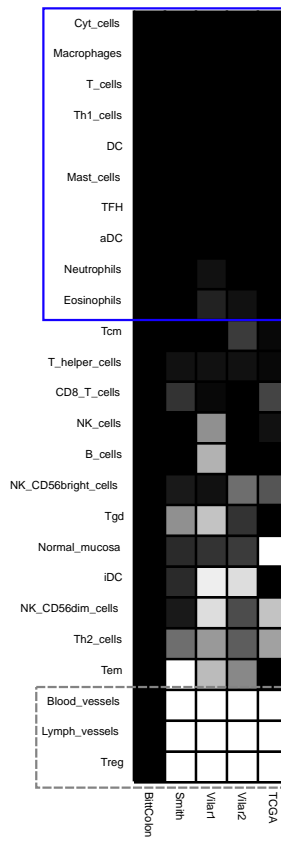 Cyt_cells
Macrophages
T_cells
Th1_cells
DC
Mast_cells
TFH
aDC
Neutrophils
Eosinophils
Tcm
T_helper_cells
CD8_T_cells
NK_cells
B_cells
NK_CD56bright_cells
Tgd
Normal_mucosa
iDC
NK_CD56dim_cells
Th2_cells
Tem
Blood_vessels
Lymph_vessels
Treg
BittColon
Smith
Vilar1
Vilar2
TCGA